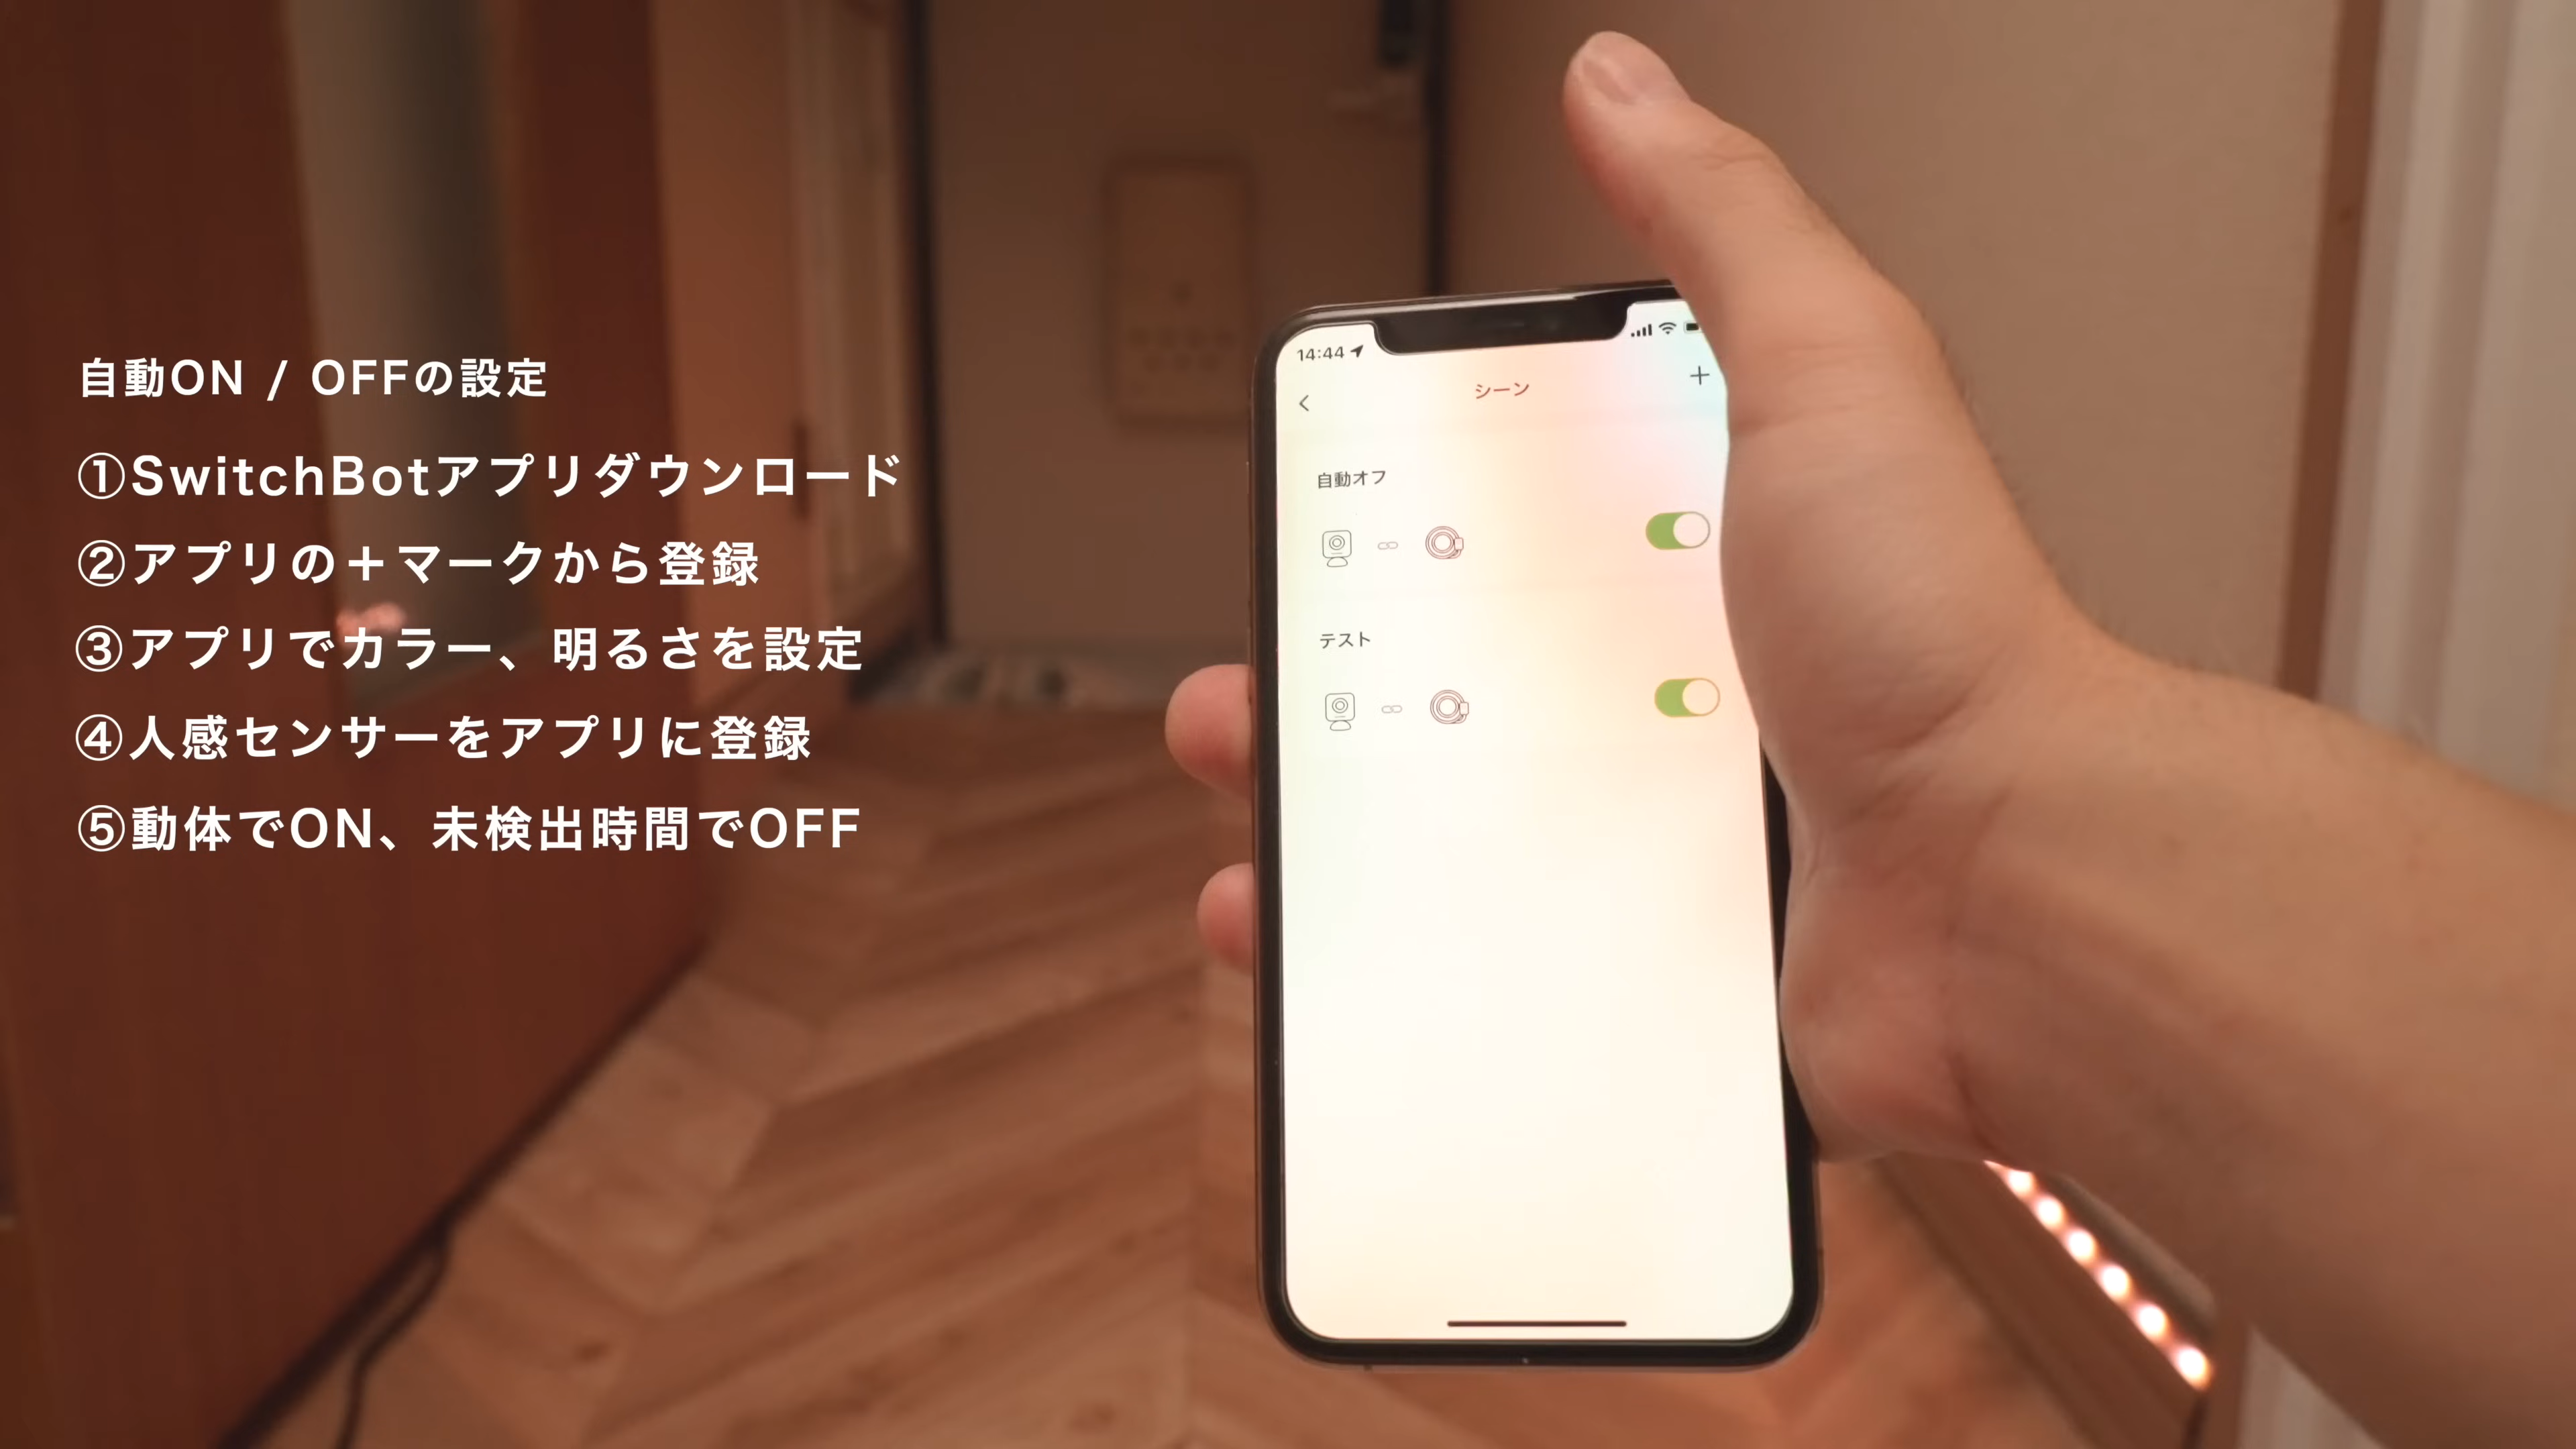 自動ON / OFFの設定
①SwitchBotアプリダウンロード
②アプリの＋マークから登録
③アプリでカラー、明るさを設定
④人感センサーをアプリに登録
⑤動体でON、未検出時間でOFF
14:44
シーン
自動オフ
テスト